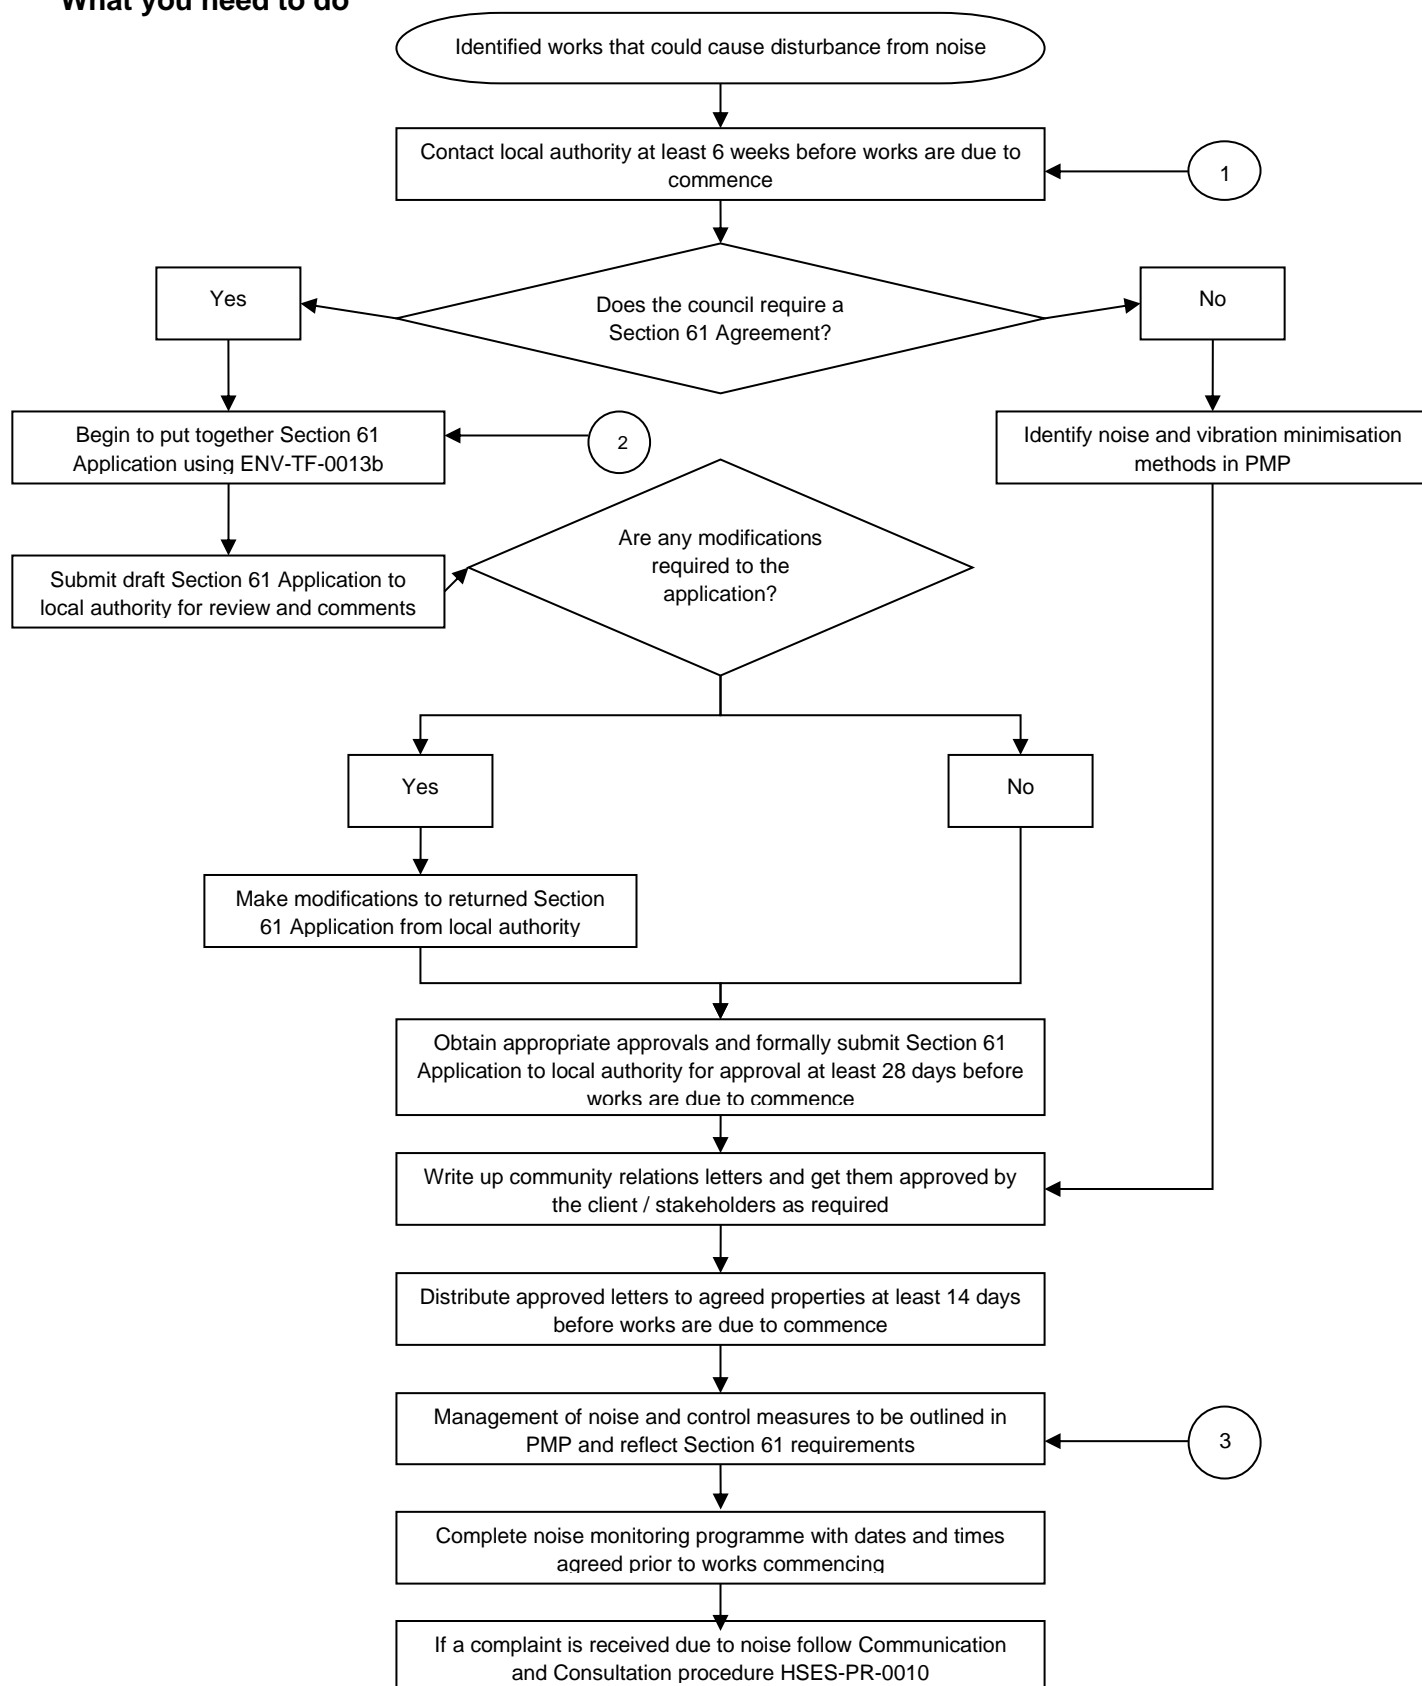 What you need to do
Identified works that could cause disturbance from noise
Contact local authority at least 6 weeks before works are due to
commence
1
Does the council require a
Section 61 Agreement?
Yes
No
Begin to put together Section 61
Application using ENV-TF-0013b
2
Identify noise and vibration minimisation
methods in PMP
Submit draft Section 61 Application to
local authority for review and comments
Are any modifications
required to the
application?
Yes
No
Make modifications to returned Section
61 Application from local authority
Obtain appropriate approvals and formally submit Section 61
Application to local authority for approval at least 28 days before
works are due to commence
Write up community relations letters and get them approved by
the client / stakeholders as required
Distribute approved letters to agreed properties at least 14 days
before works are due to commence
Management of noise and control measures to be outlined in
PMP and reflect Section 61 requirements
3
Complete noise monitoring programme with dates and times
agreed prior to works commencing
If a complaint is received due to noise follow Communication
and Consultation procedure HSES-PR-0010